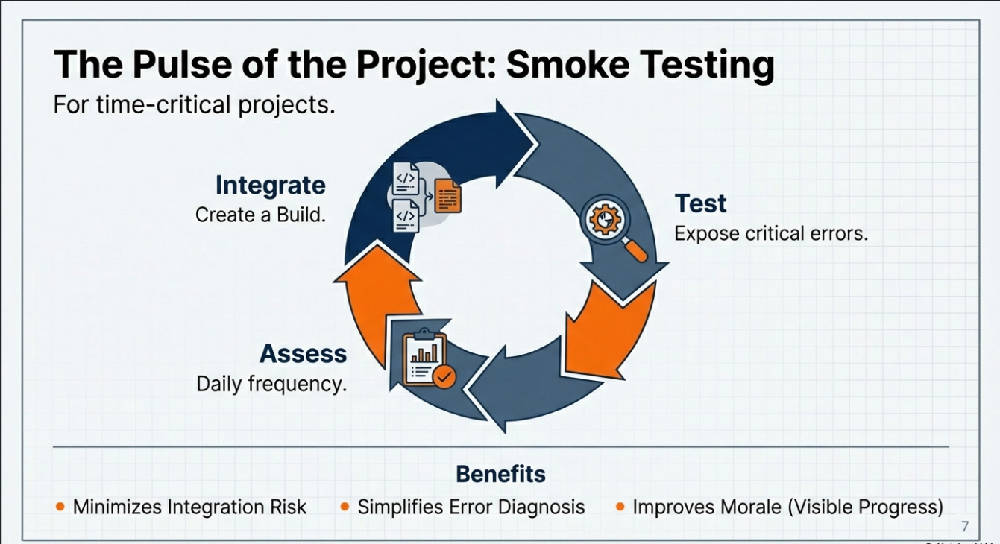 The Pulse of the Project: Smoke Testing
For time-critical projects.
Integrate
Create a Build.
Test
Expose critical errors.
Assess
Daily frequency.
Benefits
• Minimizes Integration Risk • Simplifies Error Diagnosis • Improves Morale (Visible Progress)
7